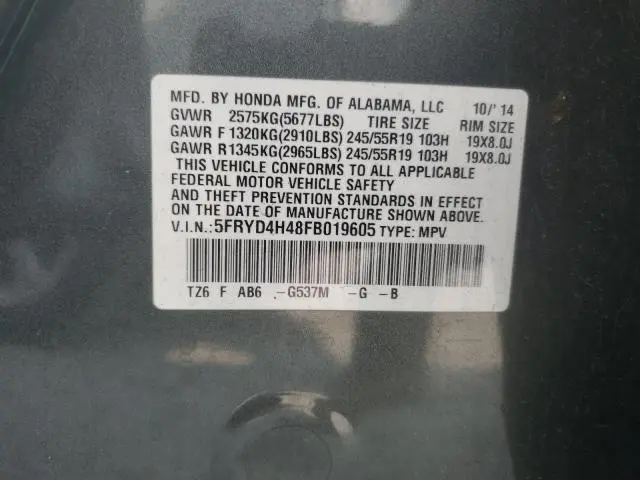 MFD. BY HONDA MFG. OF ALABAMA, LLC 10/'14
GVWR 2575KG(5677LBS) TIRE SIZE RIM SIZE
GAWR F 1320KG(2910LBS) 245/55R19 103H 19X8.0J
GAWR R1345KG(2965LBS) 245/55R19 103H 19X8.0J
THIS VEHICLE CONFORMS TO ALL APPLICABLE
FEDERAL MOTOR VEHICLE SAFETY
AND THEFT PREVENTION STANDARDS IN EFFECT
ON THE DATE OF MANUFACTURE SHOWN ABOVE.
V.I.N.:5FRYD4H48FB019605 TYPE: MPV
TZ6 F AB6 -G537M -G -B